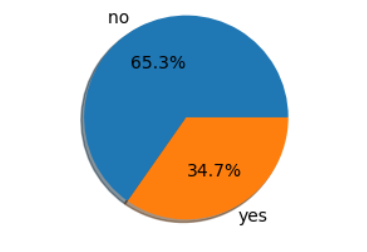 no
65.3%
34.7%
yes